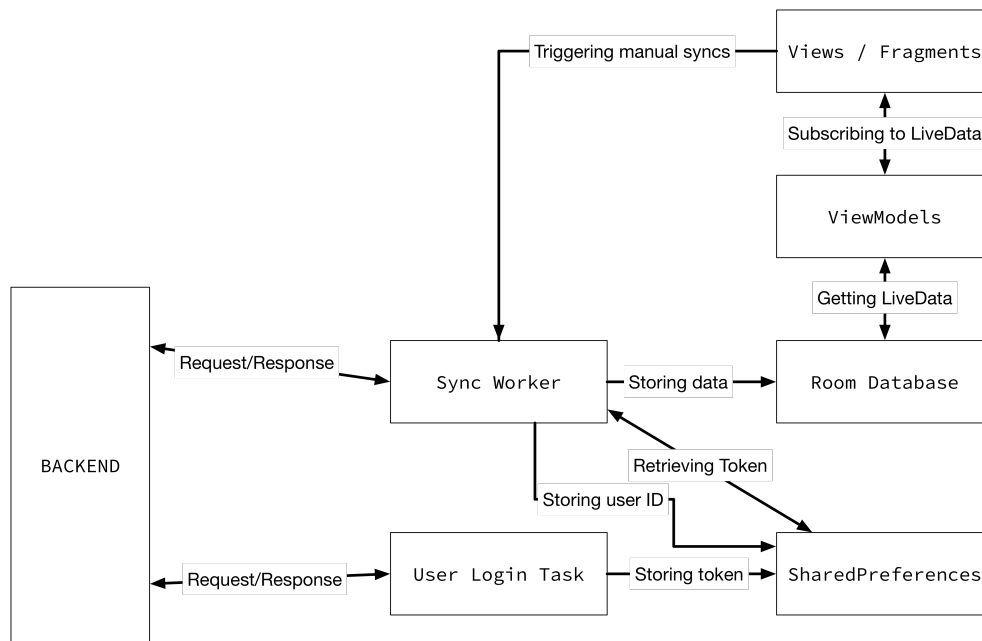 Triggering manual syncs
Views / Fragments
Subscribing to LiveData
ViewModels
Getting LiveData
Request/Response
Sync Worker
Storing data
Room Database
BACKEND
Retrieving Token
Storing user ID
Request/Response
User Login Task
Storing token
SharedPreferences